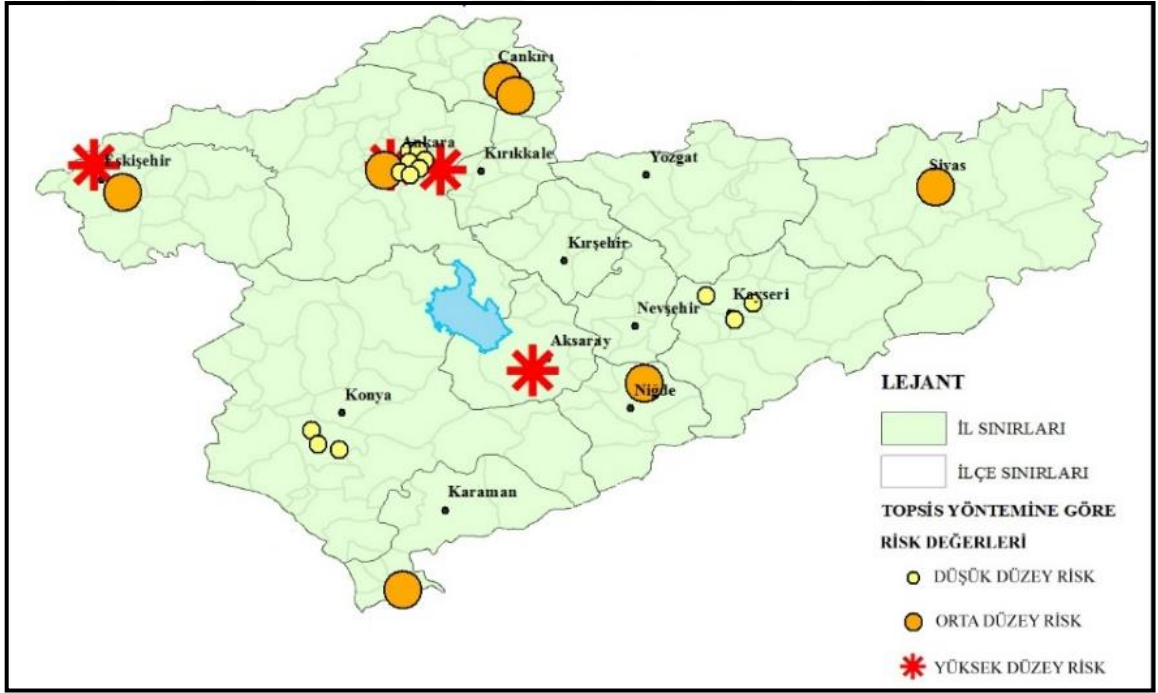 Çankırı
Ankara
Eskişehir
Kırıkkale
Yozgat
Sivas
Kırşehir
Kayseri
Nevşehir
Aksaray
Niğde
Konya
Karaman
LEJANT
İL SINIRLARI
İLÇE SINIRLARI
TOPSİS YÖNTEMİNE GÖRE
RİSK DEĞERLERİ
DÜŞÜK DÜZEY RİSK
ORTA DÜZEY RİSK
YÜKSEK DÜZEY RİSK